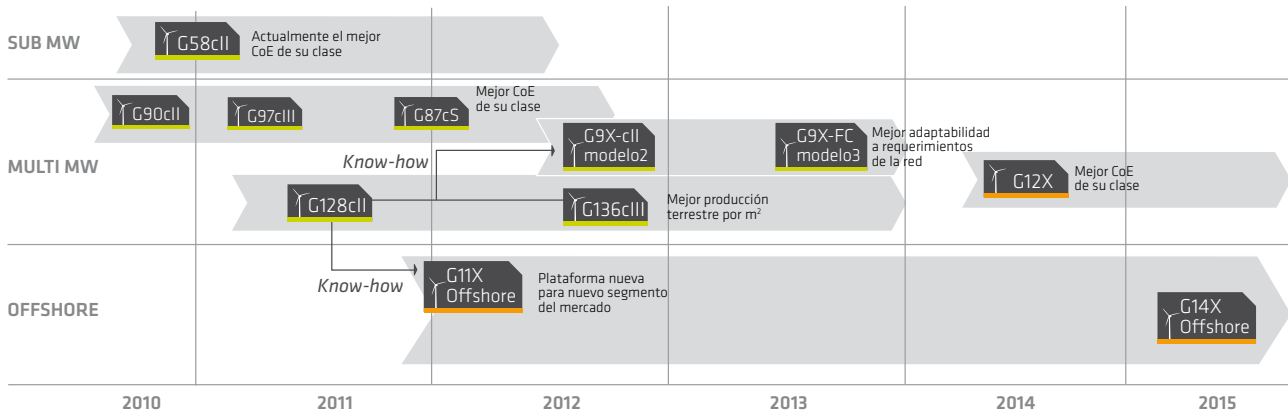 SUB MW
G58cII
Actualmente el mejor
CoE de su clase
MULTI MW
G90cII
G97cIII
G87cS
Mejor CoE
de su clase
Know-how
G9X-cII
modelo2
G9X-FC
modelo3
Mejor adaptabilidad
a requerimientos
de la red
G12X
Mejor CoE
de su clase
G128cII
G136cIII
Mejor producción
terrestre por m²
OFFSHORE
Know-how
G11X
Offshore
Plataforma nueva
para nuevo segmento
del mercado
G14X
Offshore
2010
2011
2012
2013
2014
2015